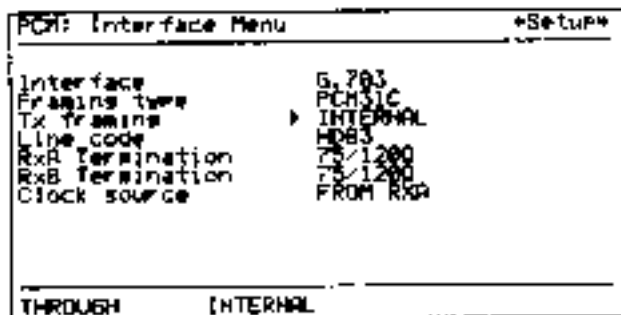 PCM: Interface Menu *Setup*
Interface G.703
Framing type PCM31C
Tx framing ▶ INTERNAL
Line code HDB3
RxA Termination 75/120Ω
RxB Termination 75/120Ω
Clock source FROM RXA
THROUGH INTERNAL